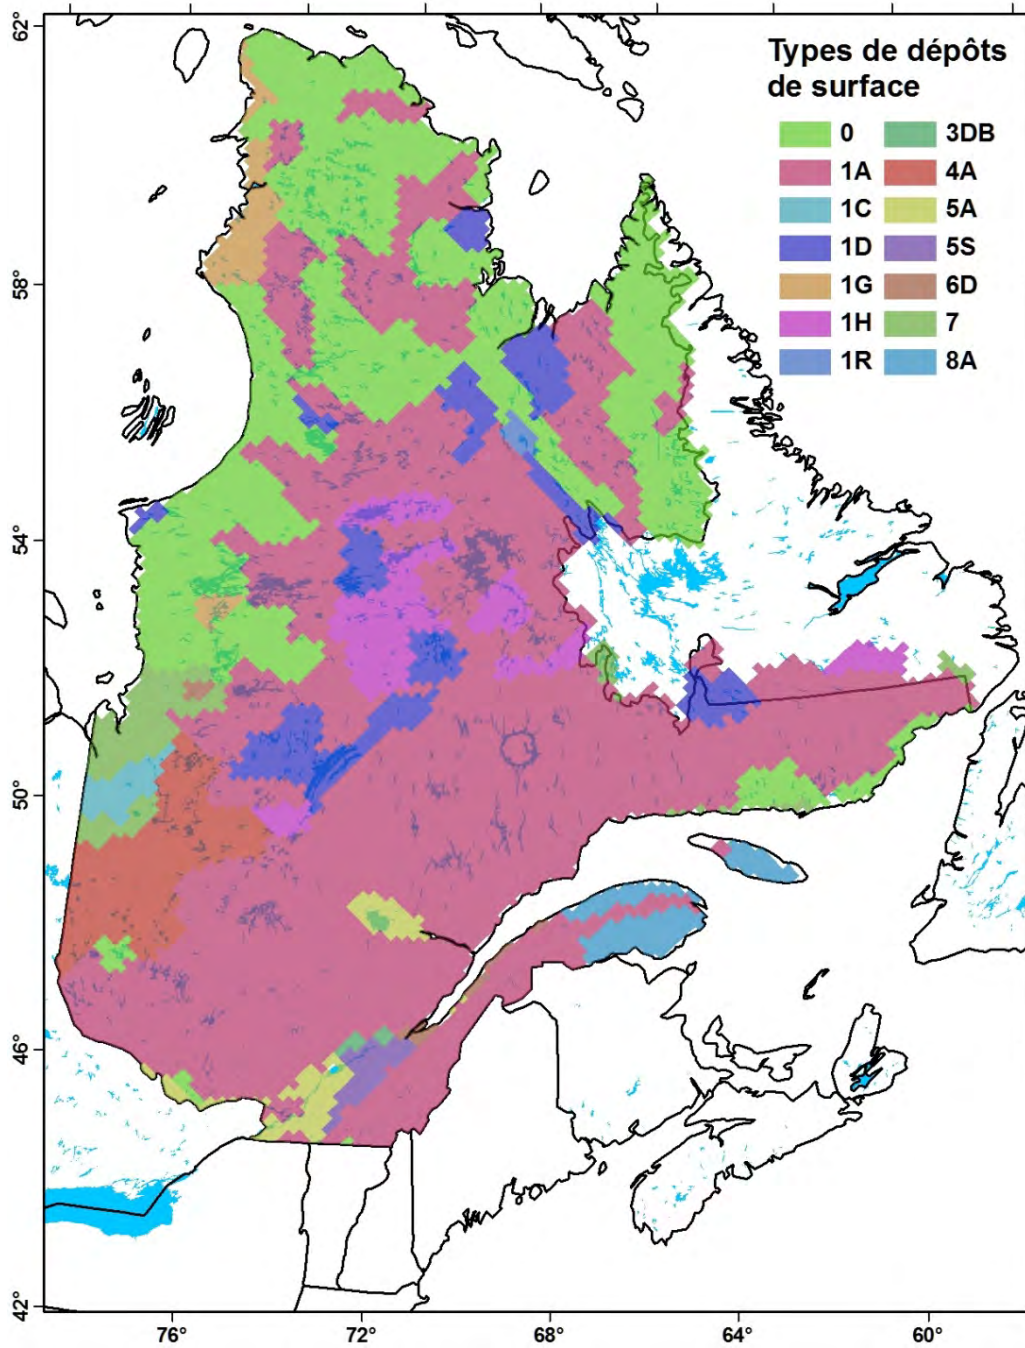 62°
58°
54°
50°
46°
42°
Types de dépôts
de surface
0 3DB
1A 4A
1C 5A
1D 5S
1G 6D
1H 7
1R 8A
76° 72° 68° 64° 60°